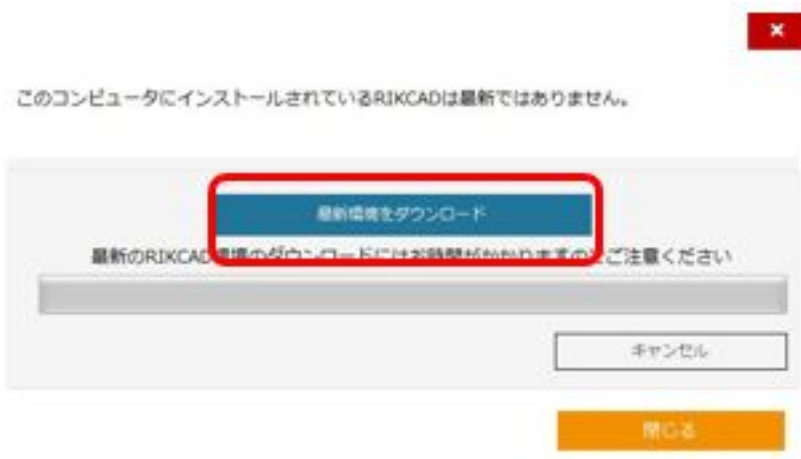 このコンピュータにインストールされているRIKCADは最新ではありません。
最新環境をダウンロード
最新のRIKCAD環境のダウンロードにはお時間がかかりますのでご注意ください
キャンセル
閉じる